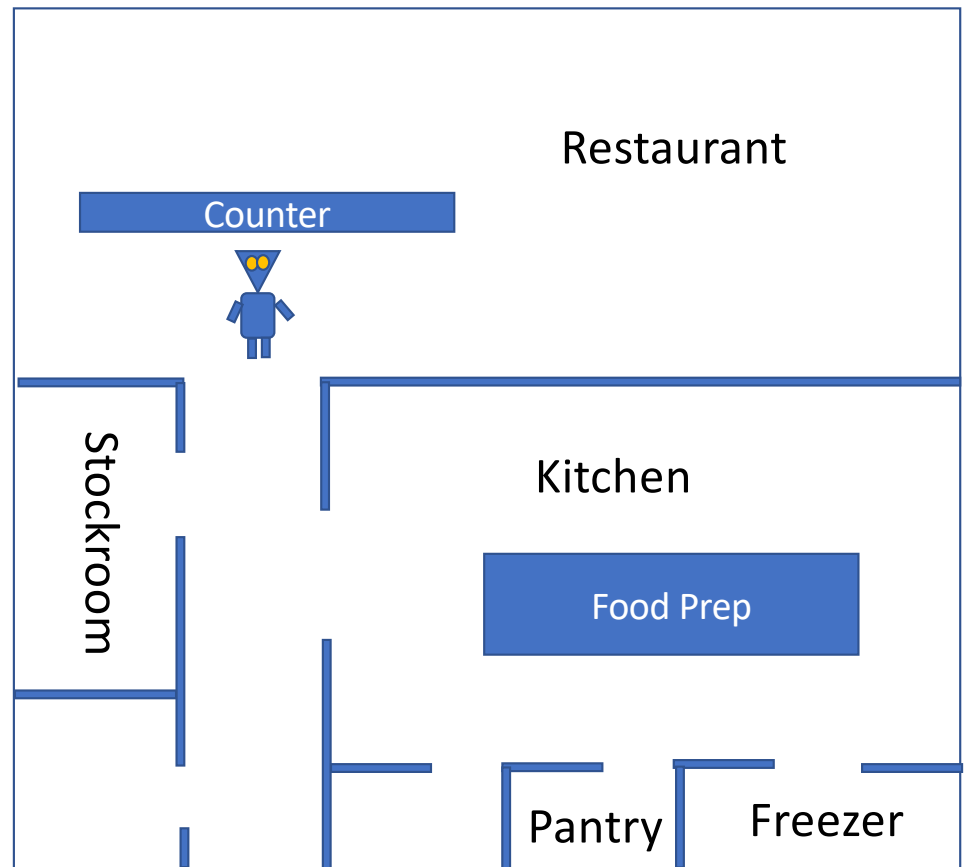 Restaurant
Counter
Stockroom
Kitchen
Food Prep
Pantry
Freezer